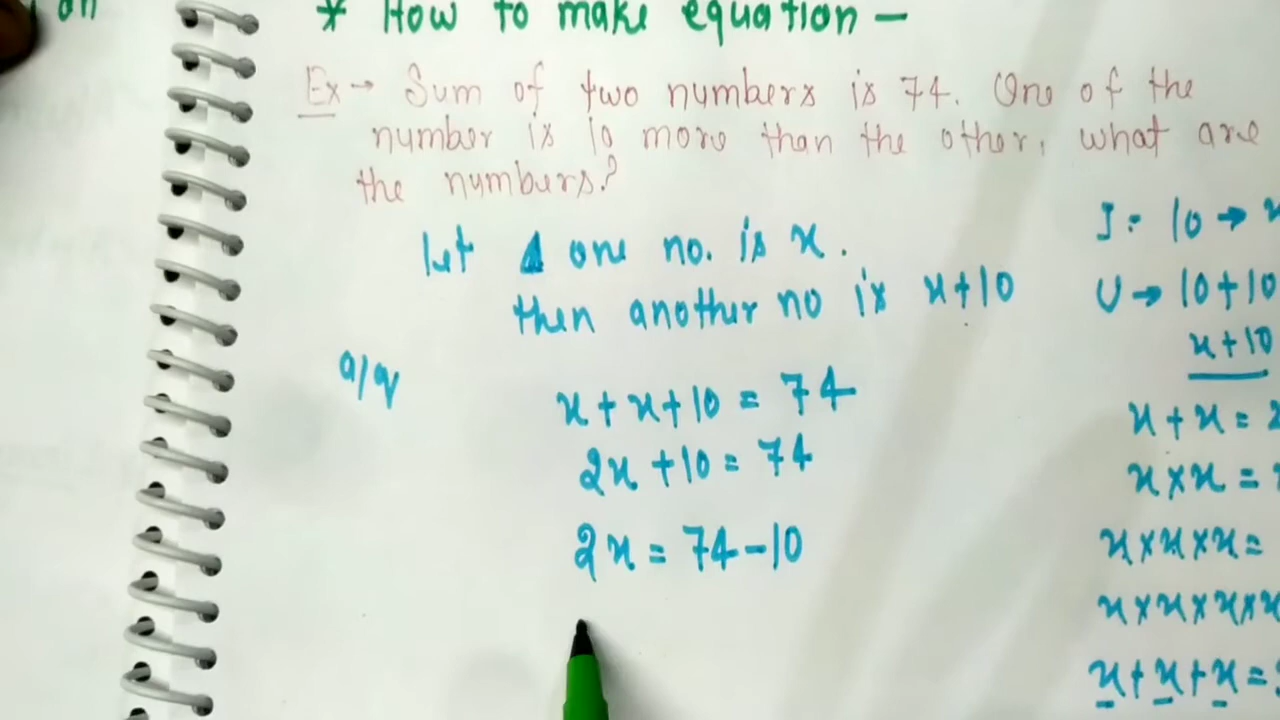 on
* How to make equation —
Ex → Sum of two numbers is 74. One of the
number is 10 more than the other, what are
the numbers?
let one no. is x.
then another no is x+10
a/q
x + x + 10 = 74
2x + 10 = 74
2x = 74 - 10
J: 10 → x
U → 10 + 10
x + 10
x + x = 2
x × x =
x × x × x =
x × x × x × x
x + x + x =